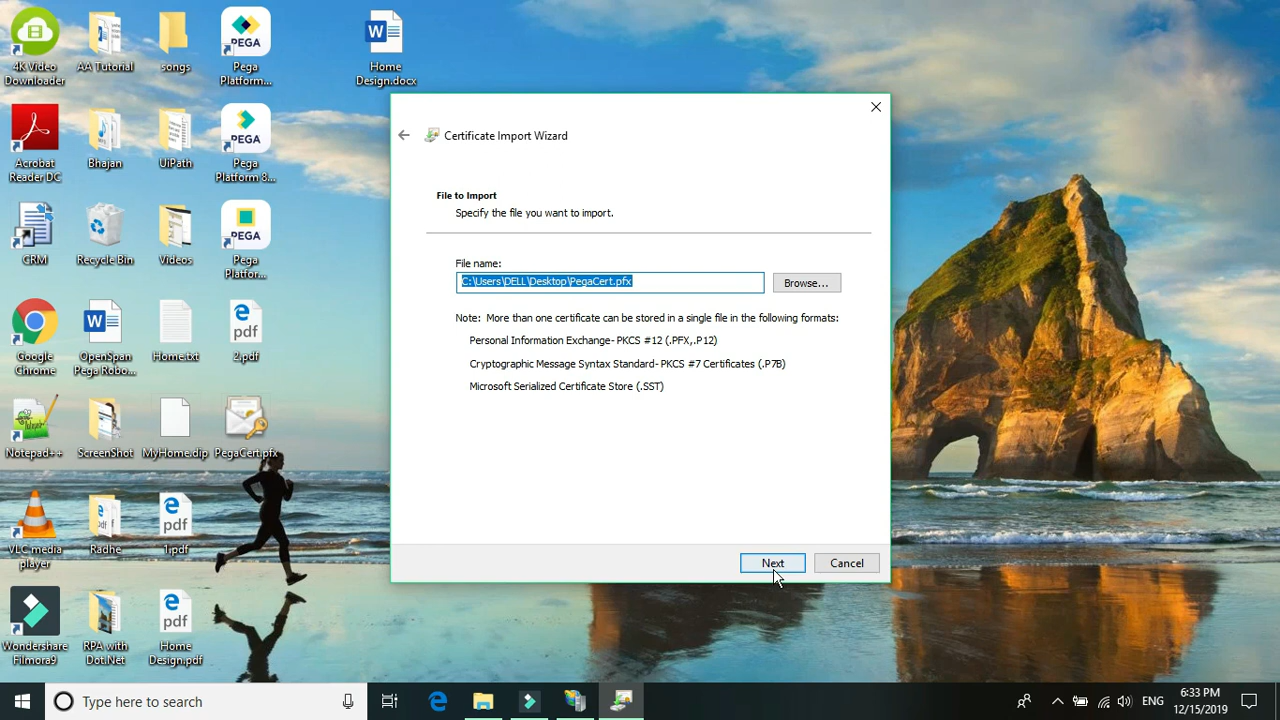 4K Video
Downloader
AA Tutorial
songs
PEGA
Pega
Platform...
Home
Design.docx
Acrobat
Reader DC
Bhajan
UiPath
PEGA
Pega
Platform 8...
CRM
Recycle Bin
Videos
PEGA
Pega
Platfor...
Google
Chrome
OpenSpan
Pega Robo...
Home.txt
pdf
2.pdf
Notepad++
ScreenShot
MyHome.dip
PegaCert.pfx
VLC media
player
Radhe
pdf
1.pdf
Wondershare
Filmora9
RPA with
Dot.Net
pdf
Home
Design.pdf
Certificate Import Wizard
File to Import
Specify the file you want to import.
File name:
C:\Users\DELL\Desktop\PegaCert.pfx
Browse...
Note: More than one certificate can be stored in a single file in the following formats:
Personal Information Exchange- PKCS #12 (.PFX,.P12)
Cryptographic Message Syntax Standard- PKCS #7 Certificates (.P7B)
Microsoft Serialized Certificate Store (.SST)
Next
Cancel
Type here to search
ENG
6:33 PM
12/15/2019